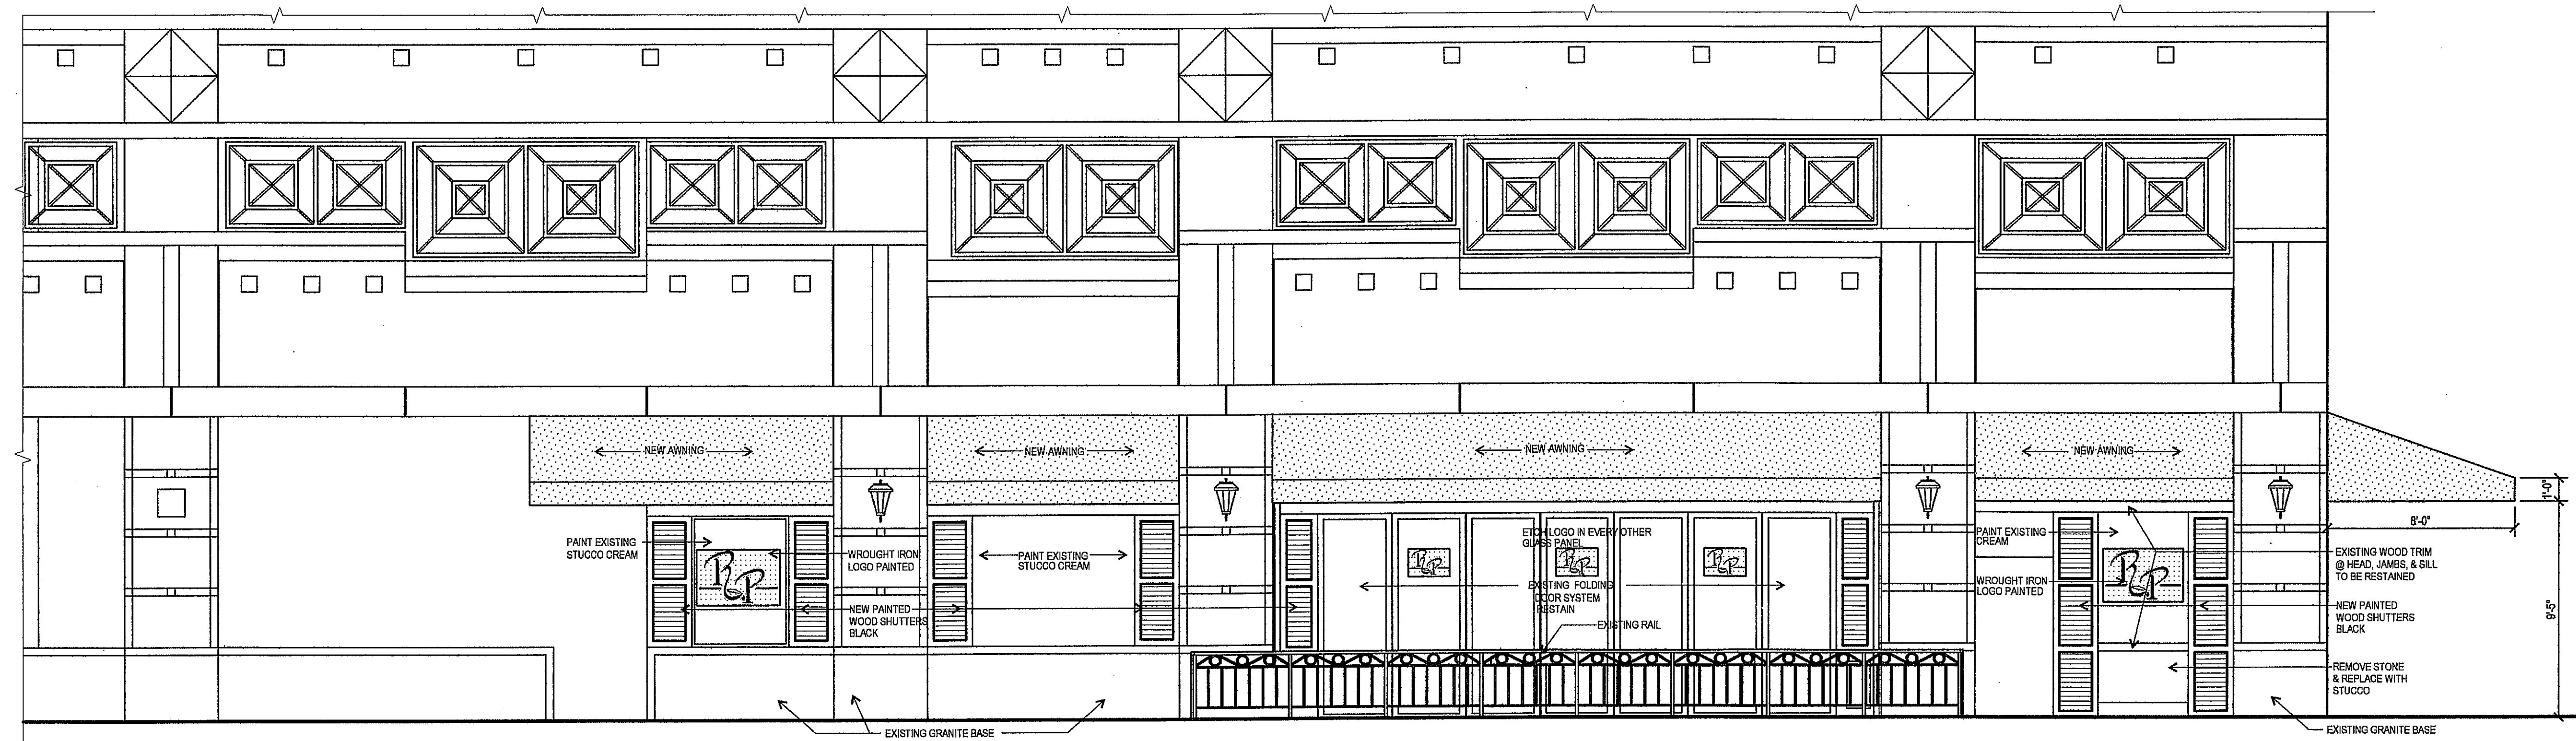 NEW AWNING
NEW AWNING
NEW AWNING
NEW AWNING
1'-0"
8'-0"
9'-5"
PAINT EXISTING
STUCCO CREAM
WROUGHT IRON
LOGO PAINTED
PAINT EXISTING
STUCCO CREAM
NEW PAINTED
WOOD SHUTTERS
BLACK
ETCH LOGO IN EVERY OTHER
GLASS PANEL
EXISTING FOLDING
DOOR SYSTEM
RESTAIN
EXISTING RAIL
PAINT EXISTING
CREAM
WROUGHT IRON
LOGO PAINTED
EXISTING WOOD TRIM
@ HEAD, JAMBS, & SILL
TO BE RESTAINED
NEW PAINTED
WOOD SHUTTERS
BLACK
REMOVE STONE
& REPLACE WITH
STUCCO
EXISTING GRANITE BASE
EXISTING GRANITE BASE